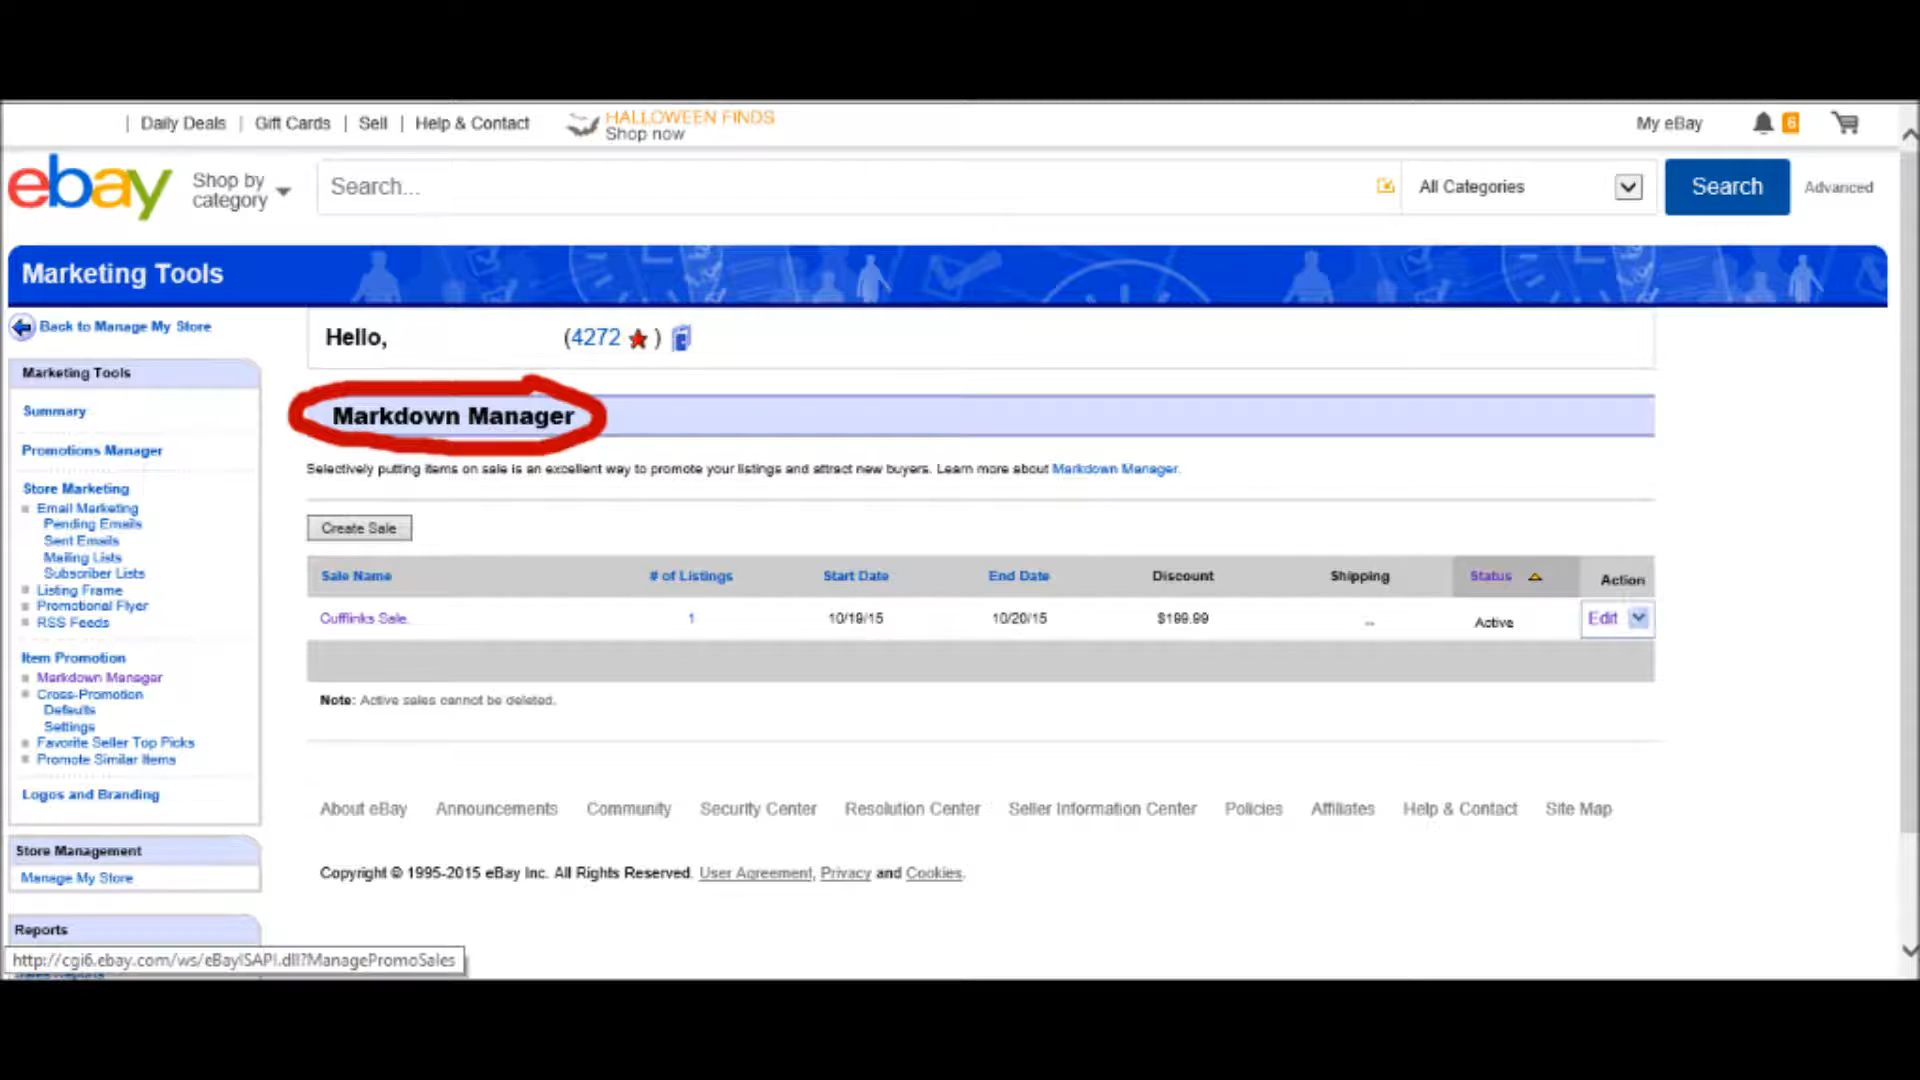 | Daily Deals | Gift Cards | Sell | Help & Contact
HALLOWEEN FINDS
Shop now
My eBay
6
ebay
Shop by
category
Search...
All Categories
Search
Advanced
Marketing Tools
Back to Manage My Store
Hello, (4272 )
Marketing Tools
Summary
Promotions Manager
Store Marketing
Email Marketing
Pending Emails
Sent Emails
Mailing Lists
Subscriber Lists
Listing Frame
Promotional Flyer
RSS Feeds
Item Promotion
Markdown Manager
Cross-Promotion
Defaults
Settings
Favorite Seller Top Picks
Promote Similar Items
Logos and Branding
Store Management
Manage My Store
Reports
http://cgi6.ebay.com/ws/eBayISAPI.dll?ManagePromoSales
Markdown Manager
Selectively putting items on sale is an excellent way to promote your listings and attract new buyers. Learn more about Markdown Manager.
Create Sale
Sale Name # of Listings Start Date End Date Discount Shipping Status Action
Cufflinks Sale. 1 10/19/15 10/20/15 $199.99 -- Active Edit
Note: Active sales cannot be deleted.
About eBay Announcements Community Security Center Resolution Center Seller Information Center Policies Affiliates Help & Contact Site Map
Copyright © 1995-2015 eBay Inc. All Rights Reserved. User Agreement, Privacy and Cookies.